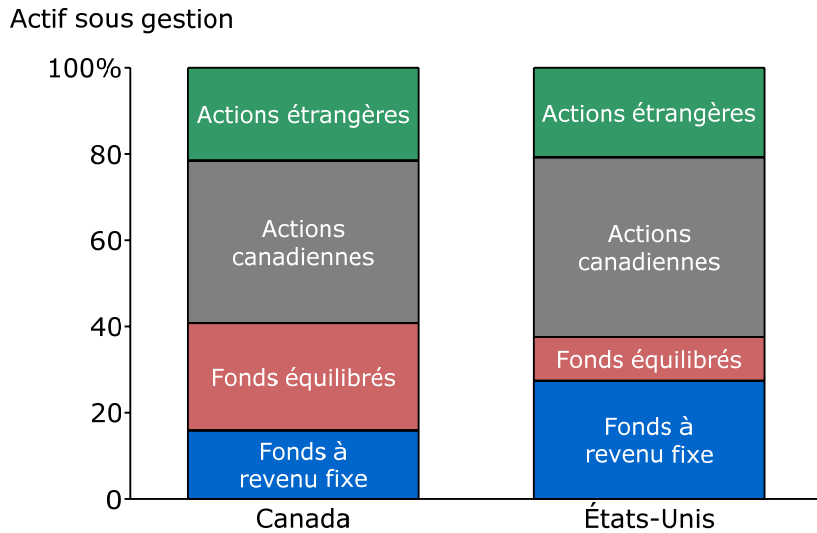 Actif sous gestion
100%
80
60
40
20
0
Actions étrangères
Actions
canadiennes
Fonds équilibrés
Fonds à
revenu fixe
Actions étrangères
Actions
canadiennes
Fonds équilibrés
Fonds à
revenu fixe
Canada
États-Unis